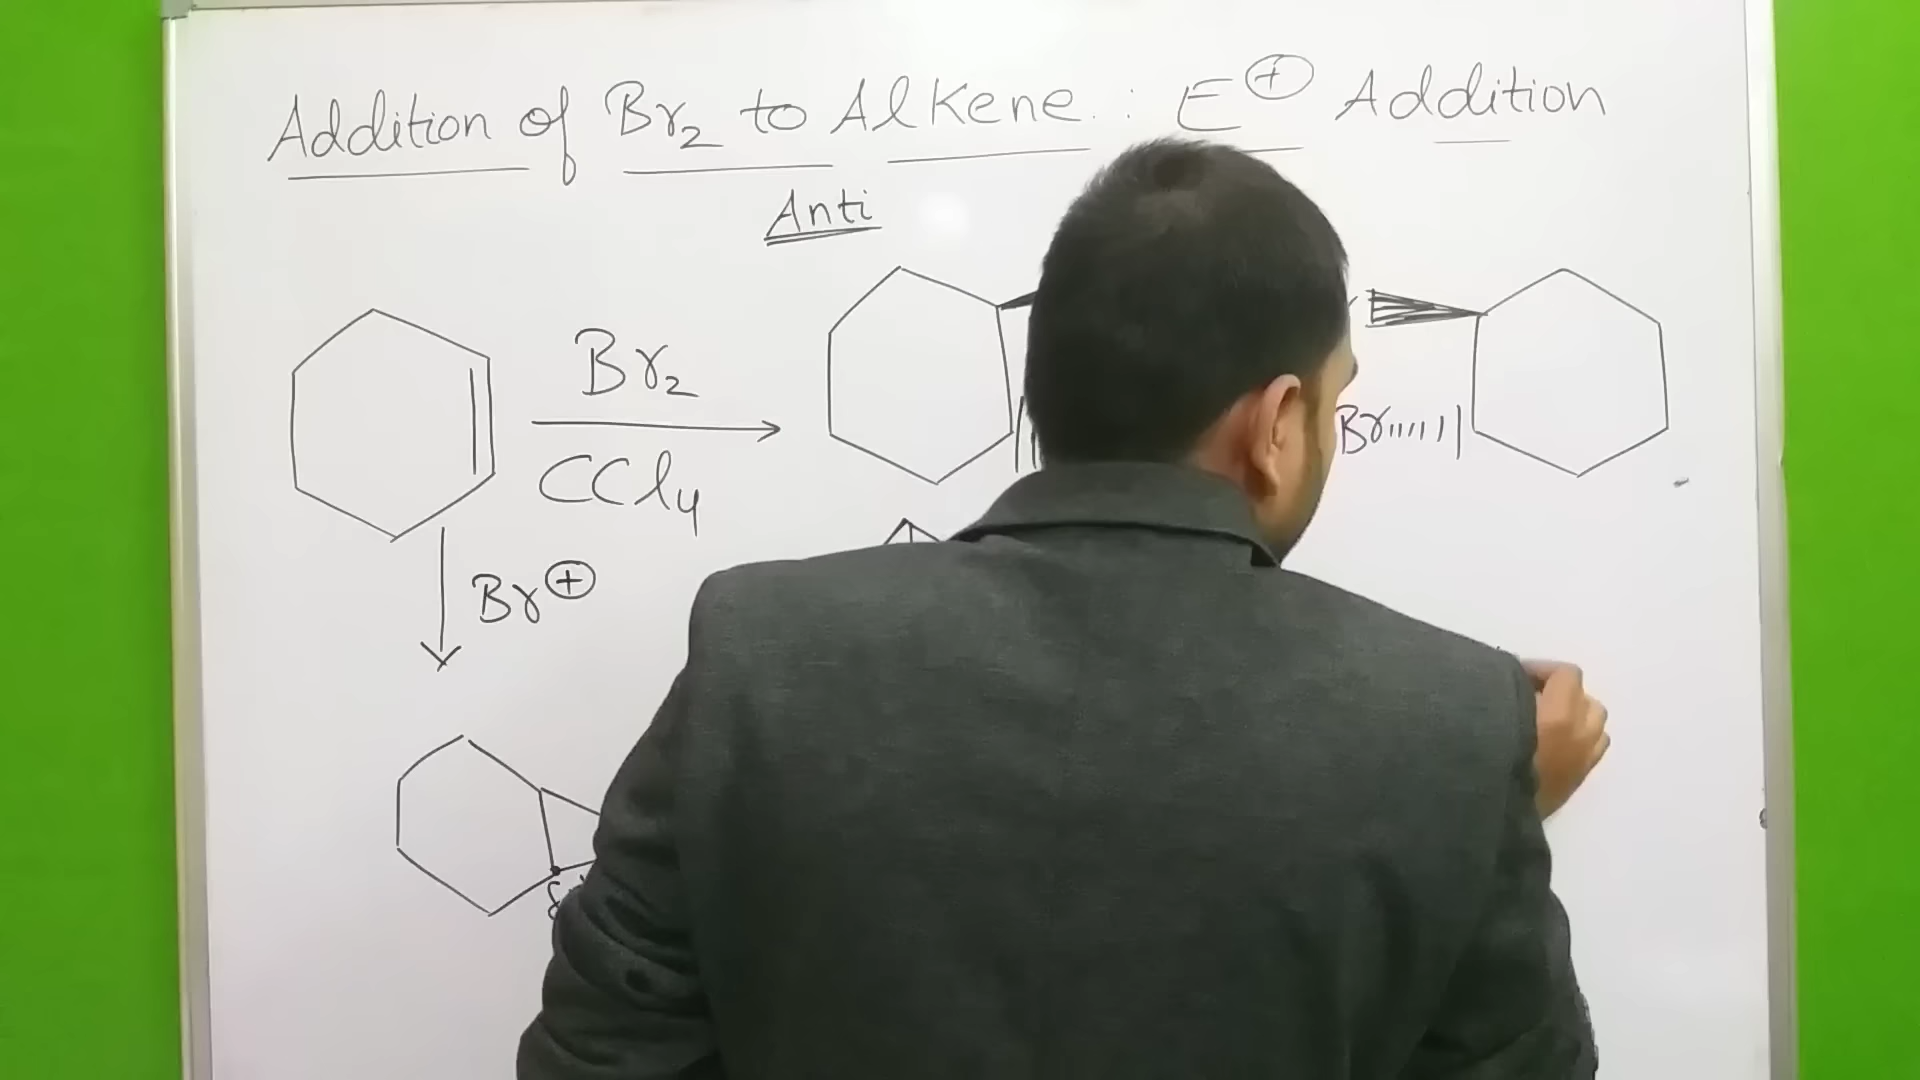 Addition of Br2 to Alkene : E⊕ Addition
Anti
Br2
CCl4
Br
Br⊕